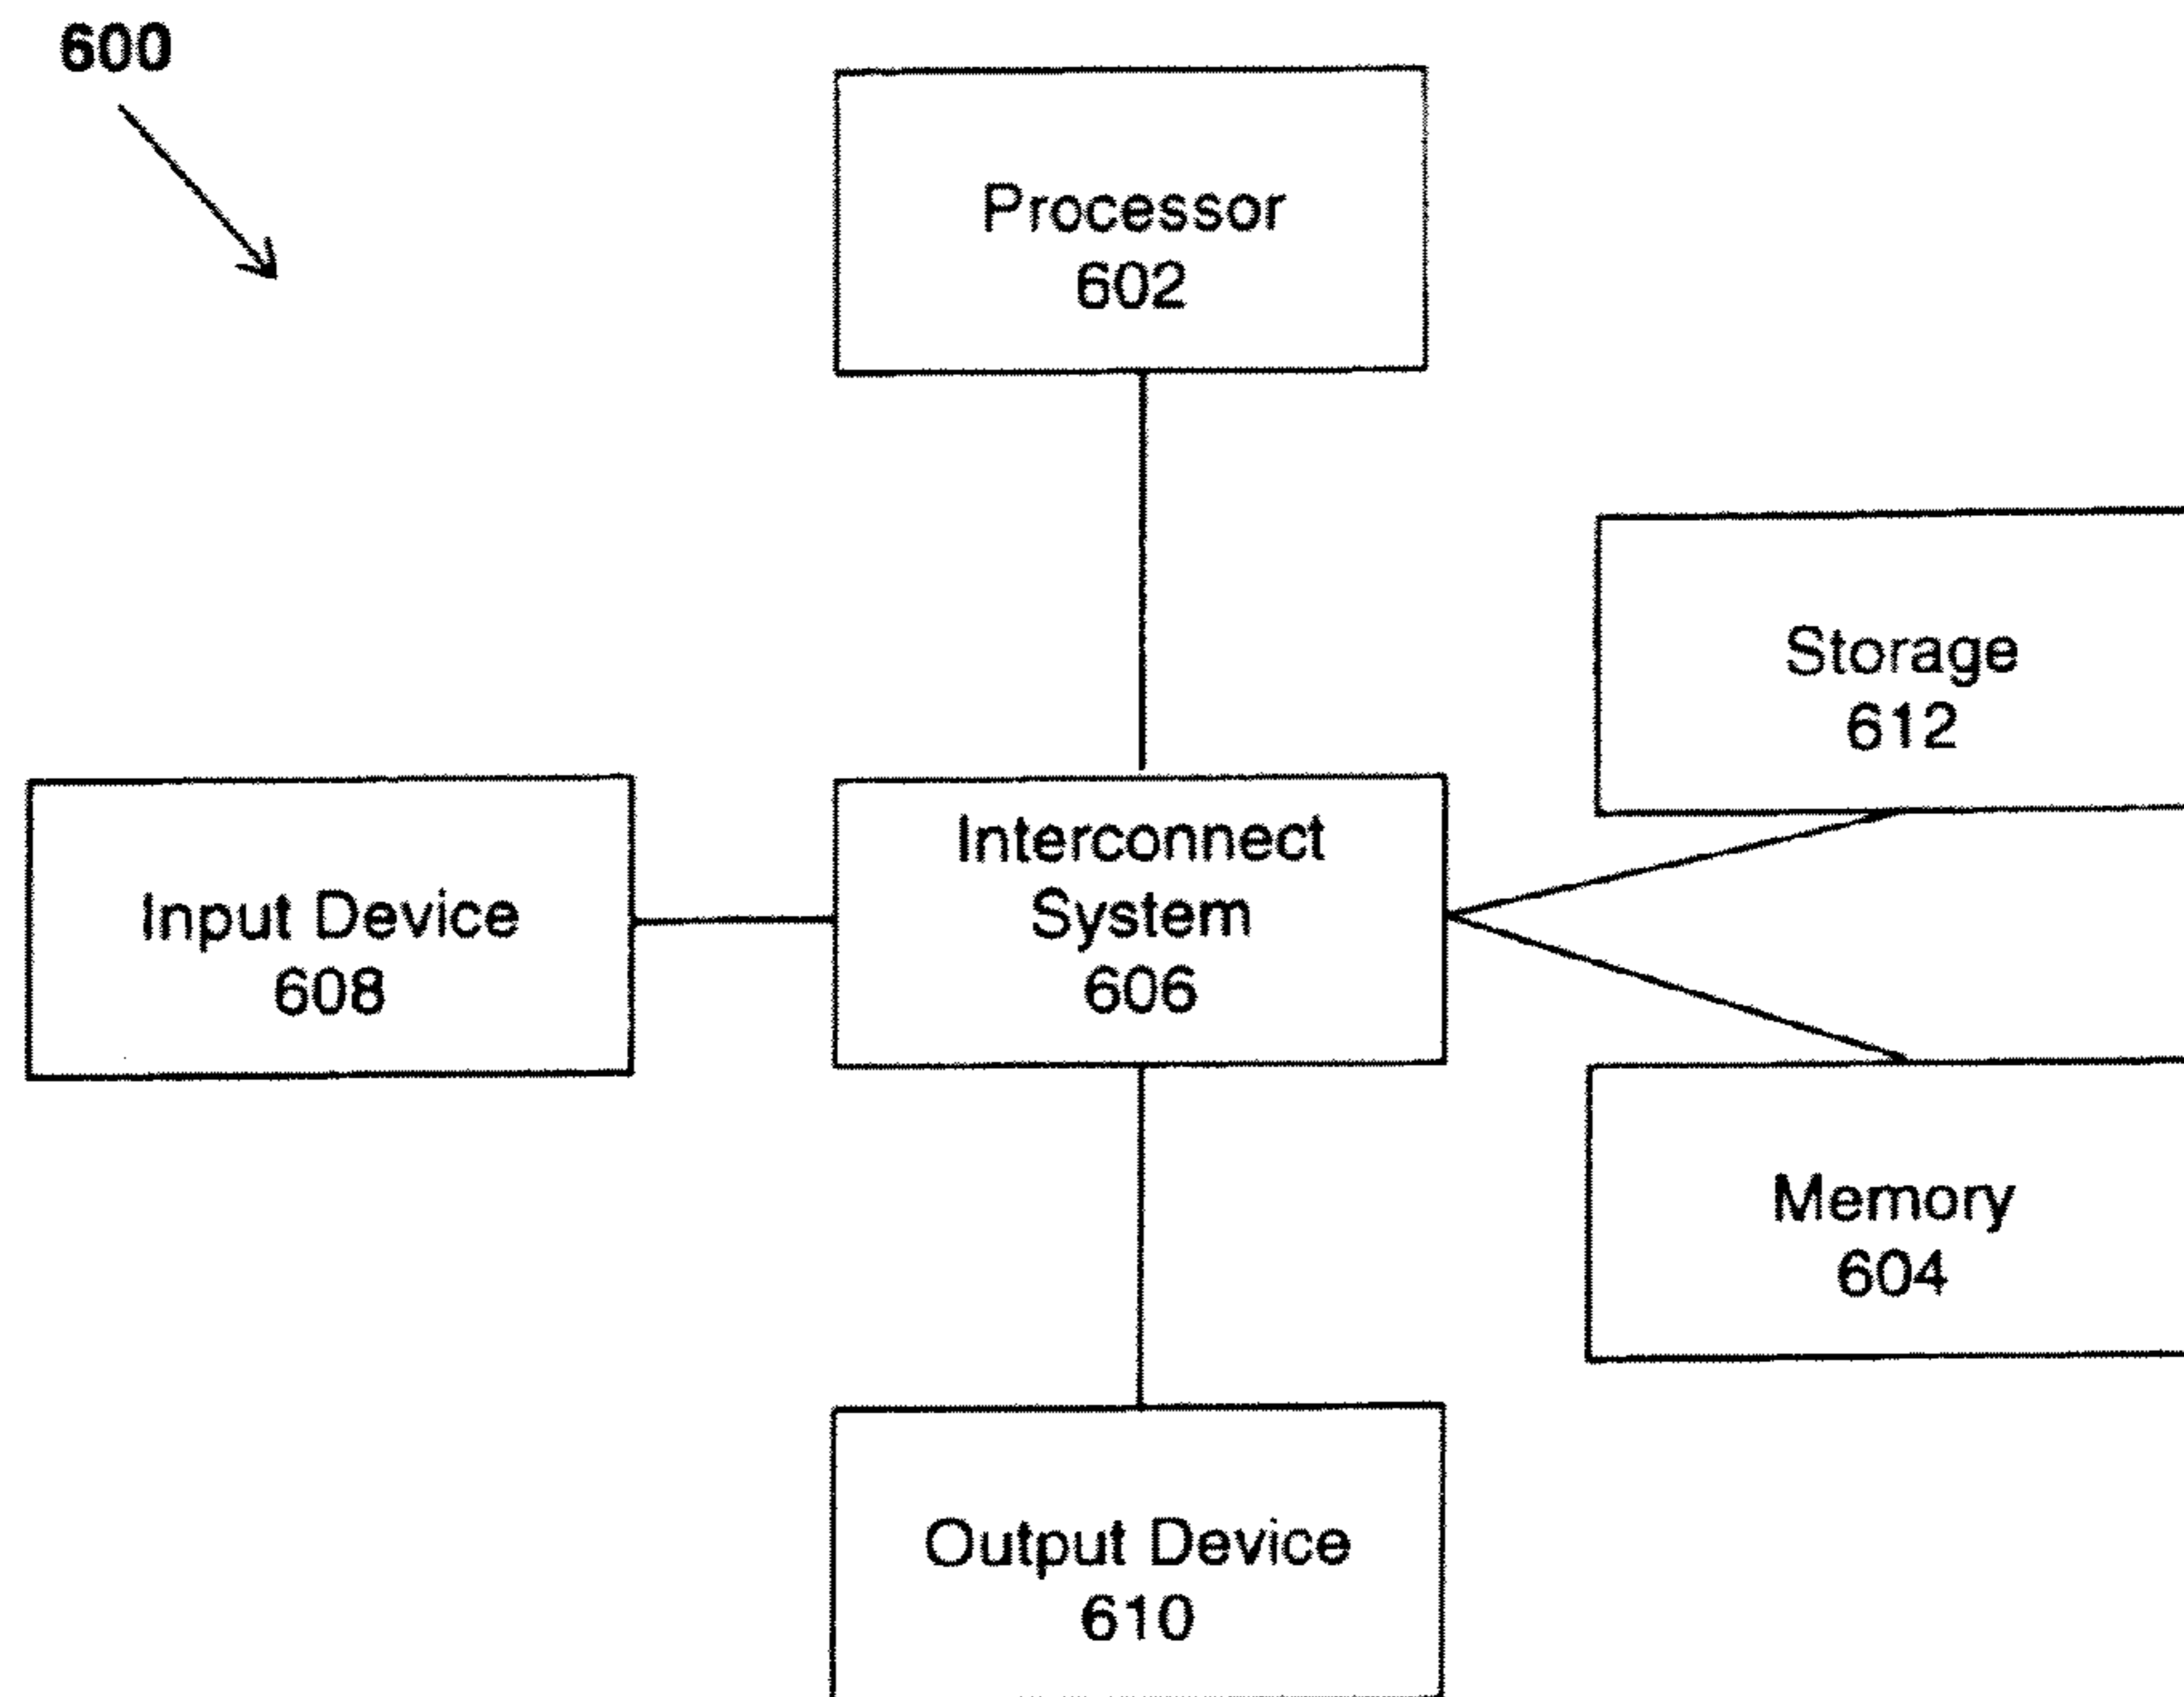 600
Processor
602
Storage
612
Interconnect
System
606
Input Device
608
Memory
604
Output Device
610